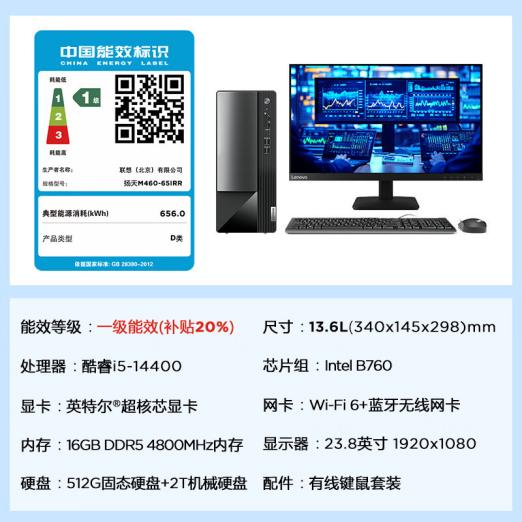 中国能效标识
CHINA ENERGY LABEL
耗能低
1
2
3
1级
耗能高
生产者名称： 联想（北京）有限公司
规格型号： 扬天M460-65IRR
典型能源消耗(kWh) 656.0
产品类型 D类
依据国家标准: GB 28380-2012
Lenovo
能效等级：一级能效(补贴20%)
尺寸：13.6L(340x145x298)mm
处理器：酷睿i5-14400
芯片组：Intel B760
显卡：英特尔®超核芯显卡
网卡：Wi-Fi 6+蓝牙无线网卡
内存：16GB DDR5 4800MHz内存
显示器：23.8英寸 1920x1080
硬盘：512G固态硬盘+2T机械硬盘
配件：有线键鼠套装